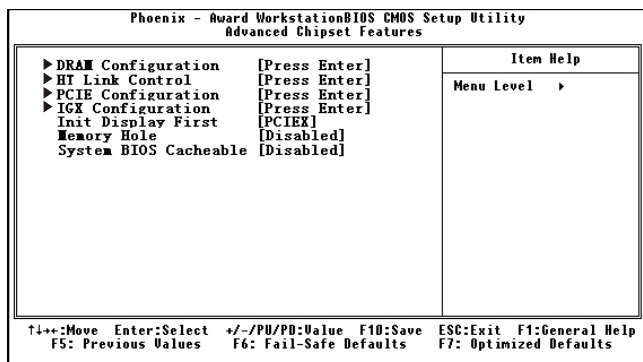 Phoenix - Award WorkstationBIOS CMOS Setup Utility
Advanced Chipset Features
▶ DRAM Configuration [Press Enter]
▶ HT Link Control [Press Enter]
▶ PCIE Configuration [Press Enter]
▶ IGX Configuration [Press Enter]
Init Display First [PCIEX]
Memory Hole [Disabled]
System BIOS Cacheable [Disabled]
Item Help
Menu Level ▸
↑↓→←:Move Enter:Select +/-/PU/PD:Value F10:Save ESC:Exit F1:General Help
F5: Previous Values F6: Fail-Safe Defaults F7: Optimized Defaults